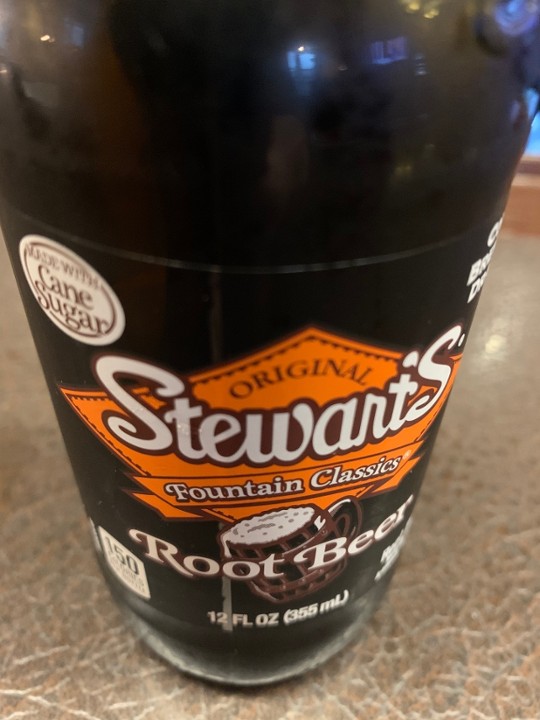 MADE WITH
Cane
Sugar
ORIGINAL
Stewart's
Fountain Classics
Root Beer
150
12 FL OZ (355 mL)